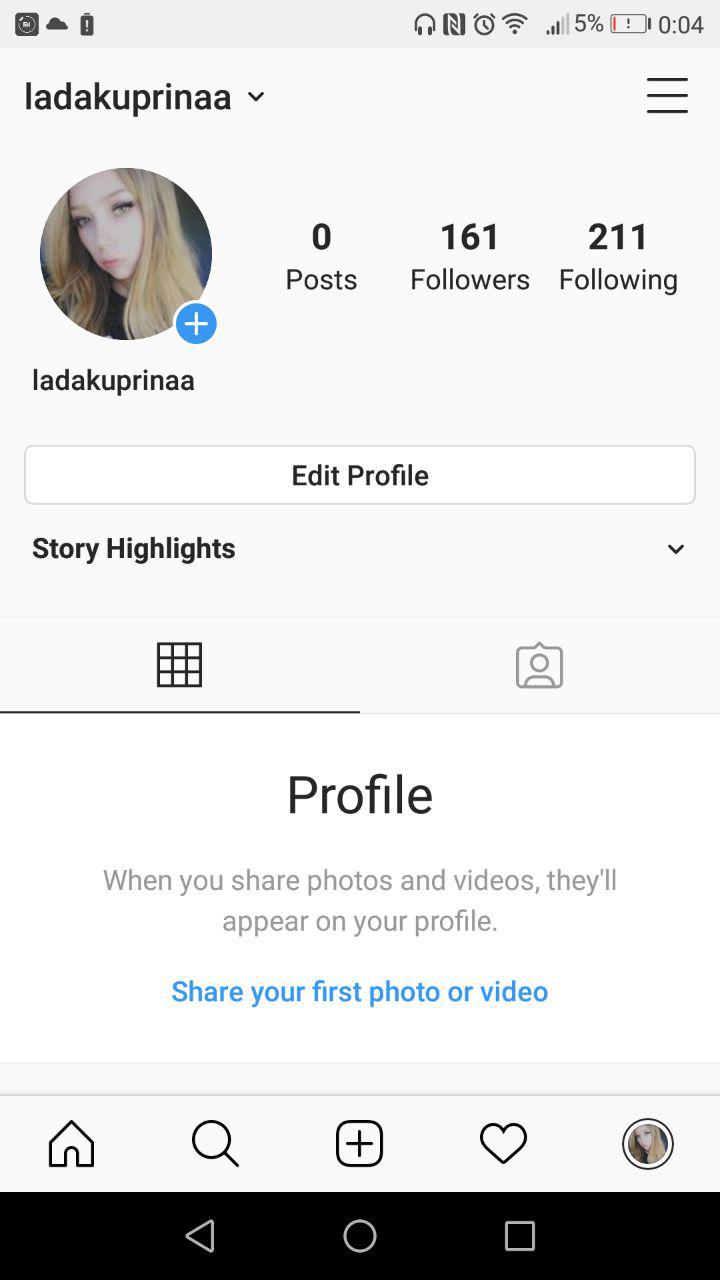 5% 0:04
ladakuprinaa
0 161 211
Posts Followers Following
ladakuprinaa
Edit Profile
Story Highlights
Profile
When you share photos and videos, they'll
appear on your profile.
Share your first photo or video